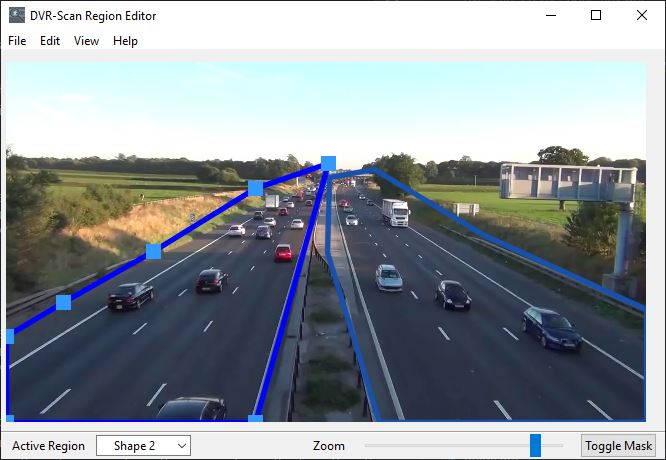 DVR-Scan Region Editor
File Edit View Help
Active Region Shape 2 Zoom Toggle Mask